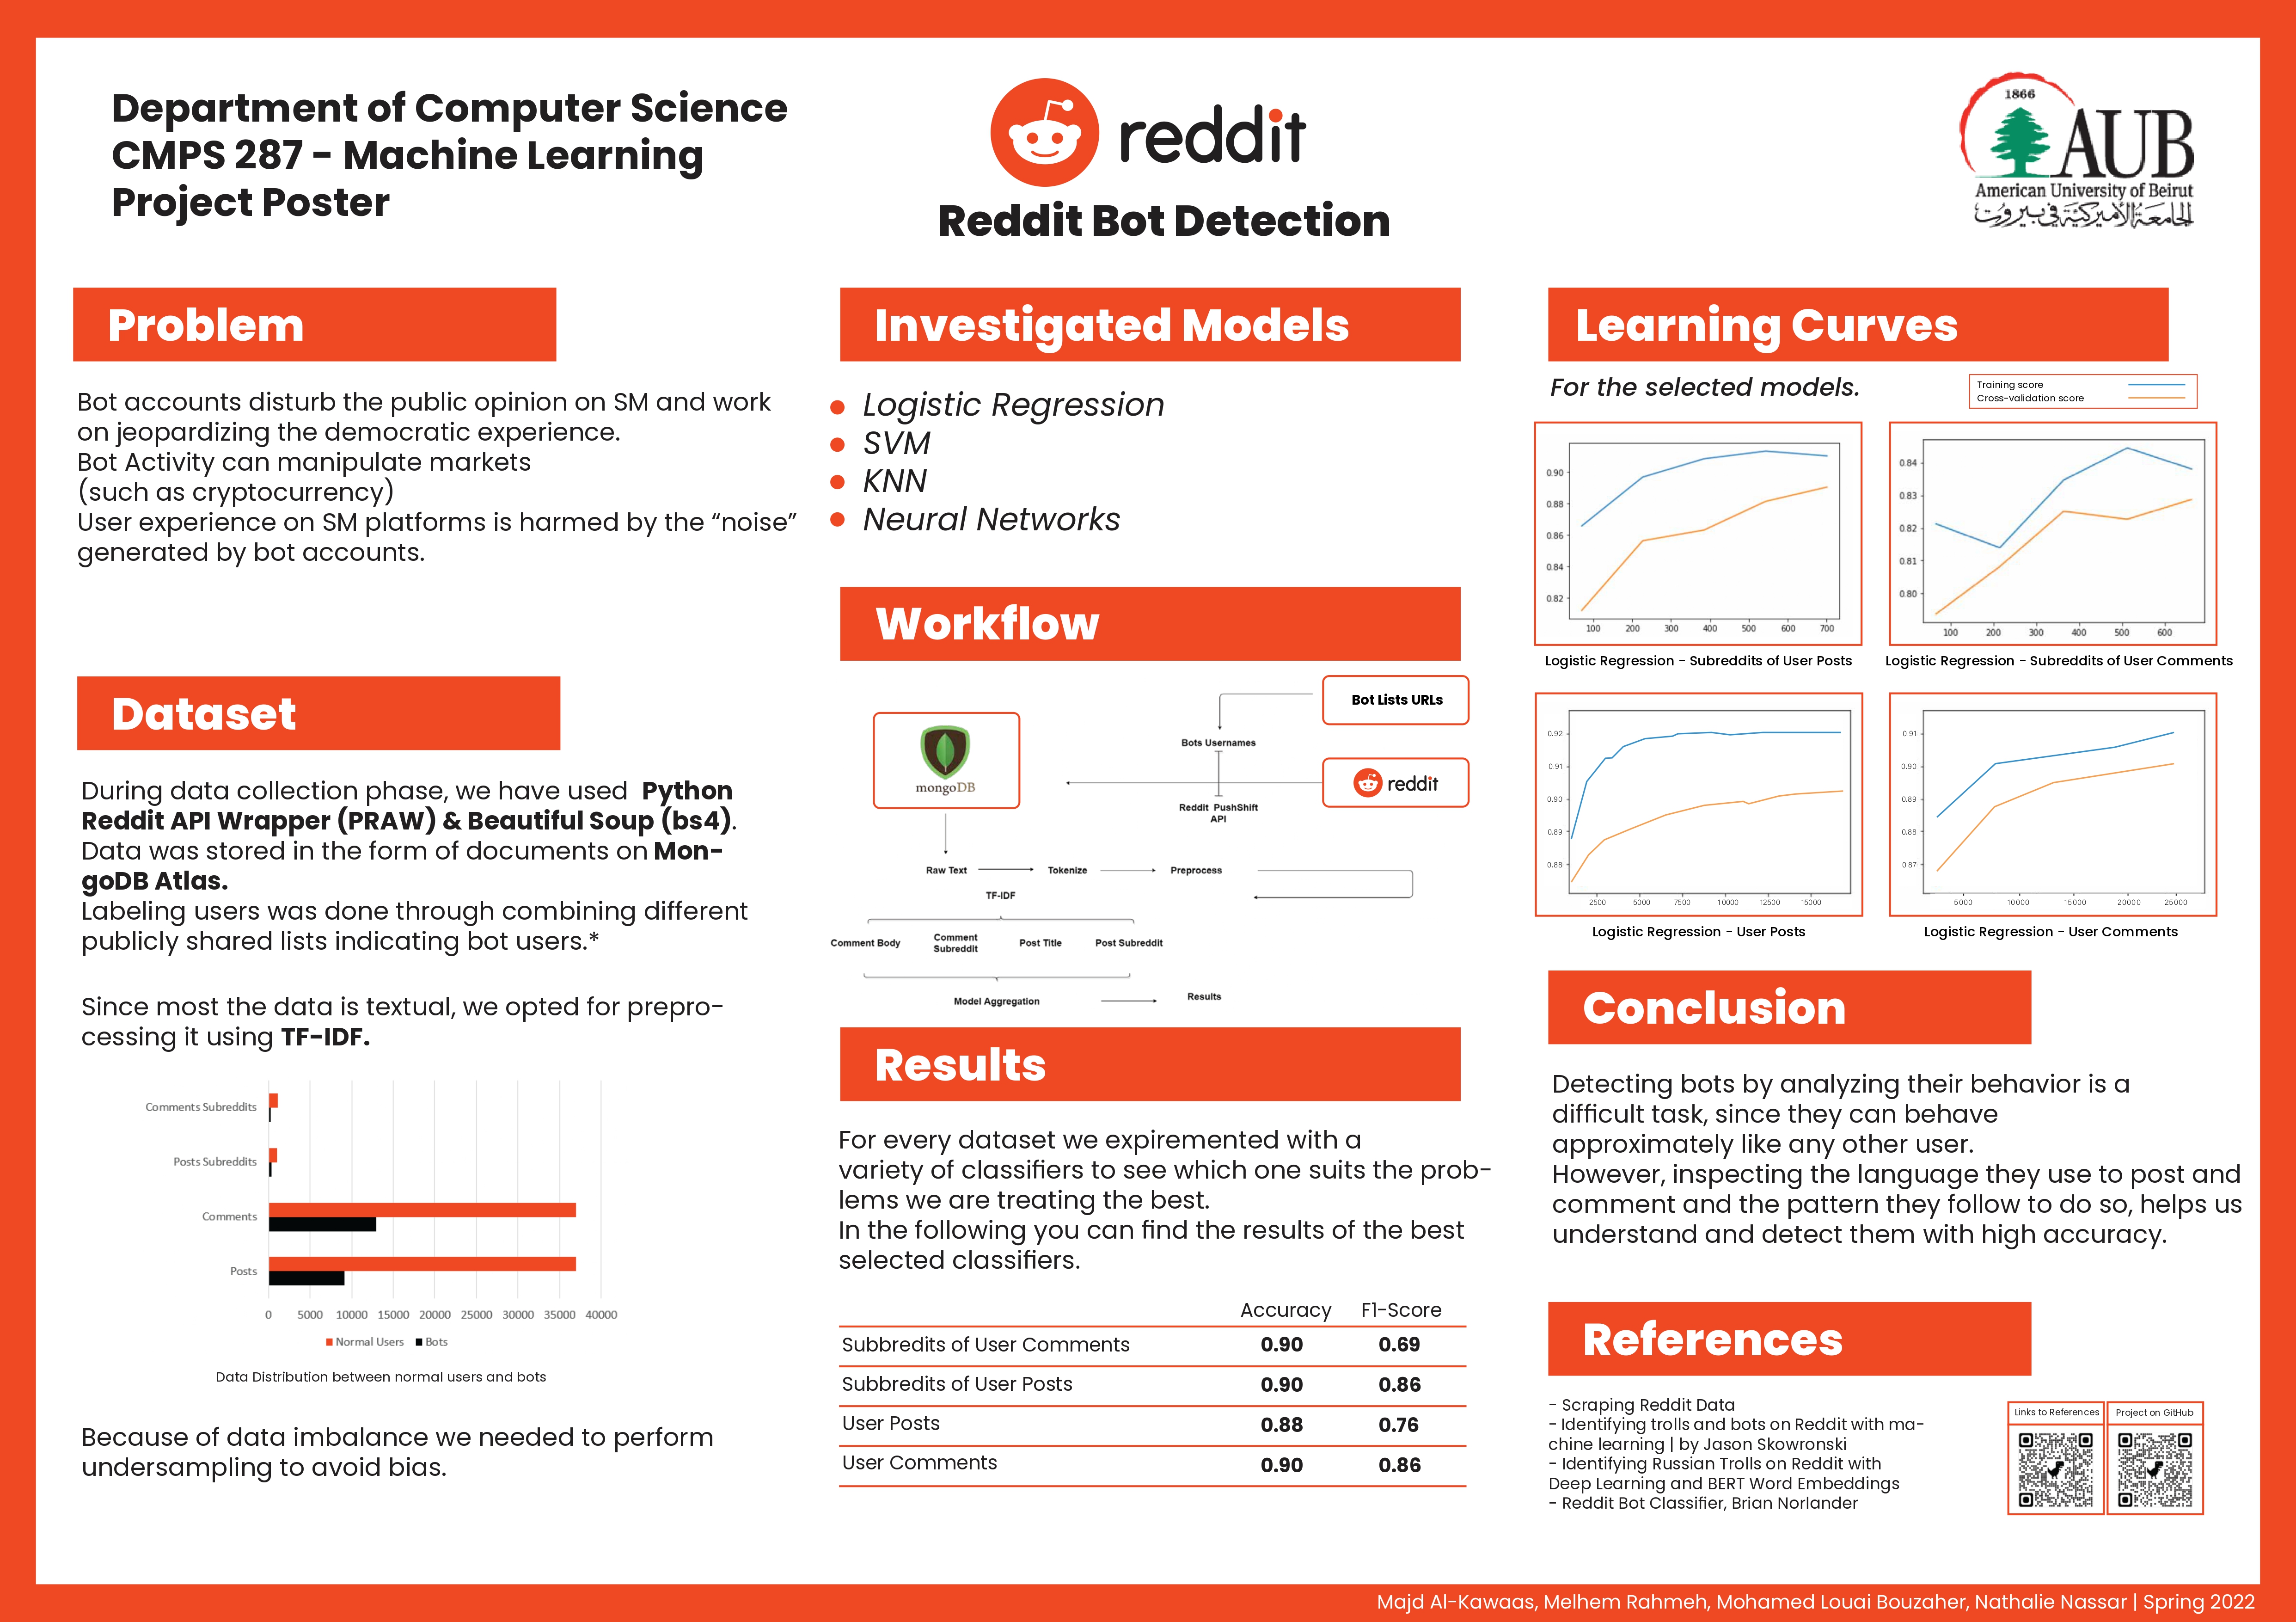 Department of Computer Science
CMPS 287 - Machine Learning
Project Poster
reddit
Reddit Bot Detection
1866
AUB
American University of Beirut
الجامعة الأميركية في بيروت
Problem
Bot accounts disturb the public opinion on SM and work
on jeopardizing the democratic experience.
Bot Activity can manipulate markets
(such as cryptocurrency)
User experience on SM platforms is harmed by the “noise”
generated by bot accounts.
Dataset
During data collection phase, we have used Python
Reddit API Wrapper (PRAW) & Beautiful Soup (bs4).
Data was stored in the form of documents on Mon-
goDB Atlas.
Labeling users was done through combining different
publicly shared lists indicating bot users.*
Since most the data is textual, we opted for prepro-
cessing it using TF-IDF.
Comments Subreddits
Posts Subreddits
Comments
Posts
0 5000 10000 15000 20000 25000 30000 35000 40000
Normal Users Bots
Data Distribution between normal users and bots
Because of data imbalance we needed to perform
undersampling to avoid bias.
Investigated Models
Logistic Regression
SVM
KNN
Neural Networks
Workflow
Bot Lists URLs
mongoDB
Bots Usernames
reddit
Reddit PushShift
API
Raw Text Tokenize Preprocess
TF-IDF
Comment Body Comment Subreddit Post Title Post Subreddit
Model Aggregation Results
Results
For every dataset we expiremented with a
variety of classifiers to see which one suits the prob-
lems we are treating the best.
In the following you can find the results of the best
selected classifiers.
Accuracy F1-Score
Subbredits of User Comments 0.90 0.69
Subbredits of User Posts 0.90 0.86
User Posts 0.88 0.76
User Comments 0.90 0.86
Learning Curves
For the selected models.
Training score
Cross-validation score
0.90
0.88
0.86
0.84
0.82
100 200 300 400 500 600 700
Logistic Regression - Subreddits of User Posts
0.84
0.83
0.82
0.81
0.80
100 200 300 400 500 600
Logistic Regression - Subreddits of User Comments
0.92
0.91
0.90
0.89
0.88
2500 5000 7500 10000 12500 15000
Logistic Regression - User Posts
0.91
0.90
0.89
0.88
0.87
5000 10000 15000 20000 25000
Logistic Regression - User Comments
Conclusion
Detecting bots by analyzing their behavior is a
difficult task, since they can behave
approximately like any other user.
However, inspecting the language they use to post and
comment and the pattern they follow to do so, helps us
understand and detect them with high accuracy.
References
- Scraping Reddit Data
- Identifying trolls and bots on Reddit with ma-
chine learning | by Jason Skowronski
- Identifying Russian Trolls on Reddit with
Deep Learning and BERT Word Embeddings
- Reddit Bot Classifier, Brian Norlander
Links to References
Project on GitHub
Majd Al-Kawaas, Melhem Rahmeh, Mohamed Louai Bouzaher, Nathalie Nassar | Spring 2022